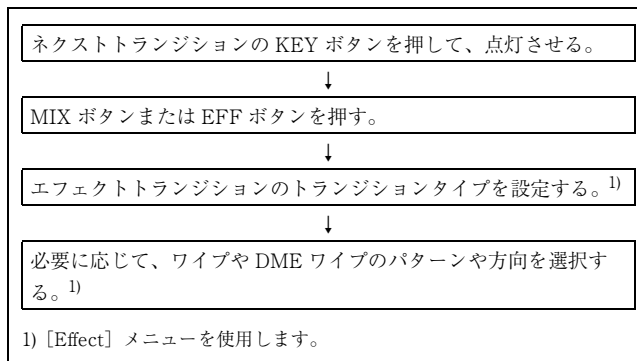 ネクストトランジションの KEY ボタンを押して、点灯させる。
↓
MIX ボタンまたは EFF ボタンを押す。
↓
エフェクトトランジションのトランジションタイプを設定する。1)
↓
必要に応じて、ワイプや DME ワイプのパターンや方向を選択す
る。1)
1)［Effect］メニューを使用します。